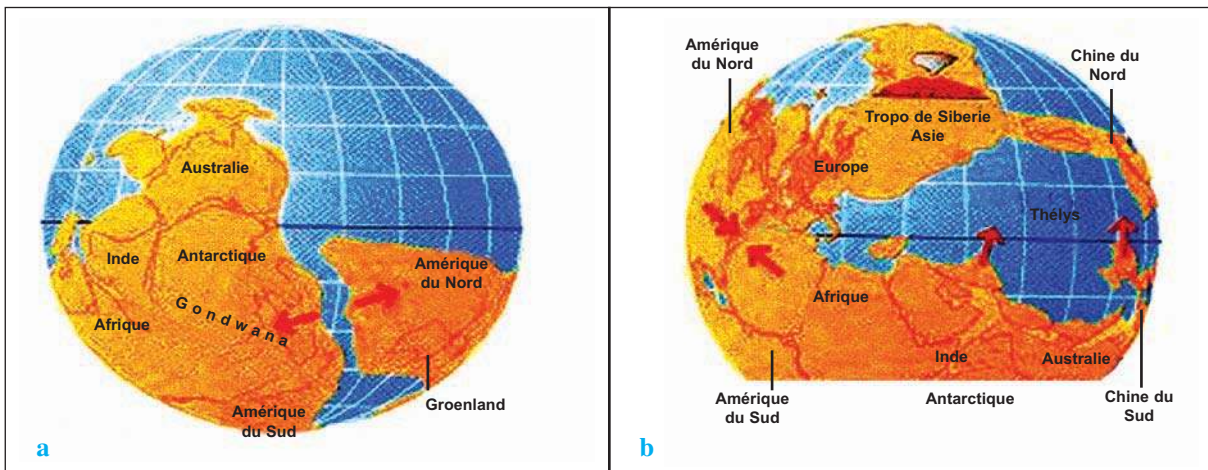 Australie
Inde
Antarctique
Amérique
du Nord
Afrique
Gondwana
Groenland
Amérique
du Sud
a
Amérique
du Nord
Chine du
Nord
Tropo de Siberie
Asie
Europe
Thélys
Afrique
Inde
Australie
Amérique
du Sud
Antarctique
Chine du
Sud
b